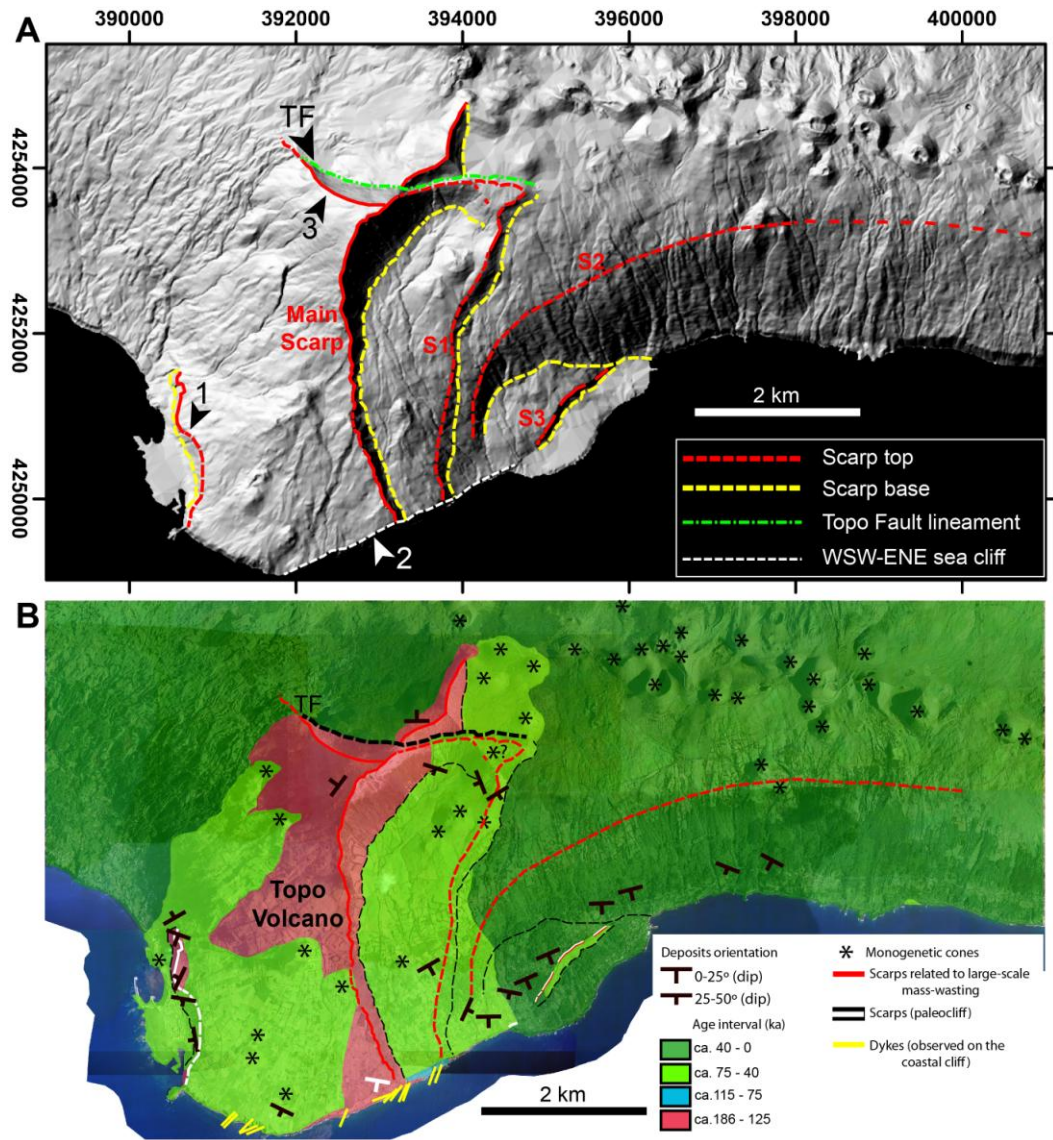 390000 392000 394000 396000 398000 400000
A
TF
4254000
3
S2
Main
Scarp
S1
4252000
1
2 km
S3
Scarp top
4250000
Scarp base
Topo Fault lineament
2
WSW-ENE sea cliff
B
TF
?
Topo
Volcano
Deposits orientation
0-25º (dip)
25-50º (dip)
Age interval (ka)
ca. 40 - 0
ca. 75 - 40
ca.115 - 75
ca.186 - 125
Monogenetic cones
Scarps related to large-scale
mass-wasting
Scarps (paleocliff)
Dykes (observed on the
coastal cliff)
2 km